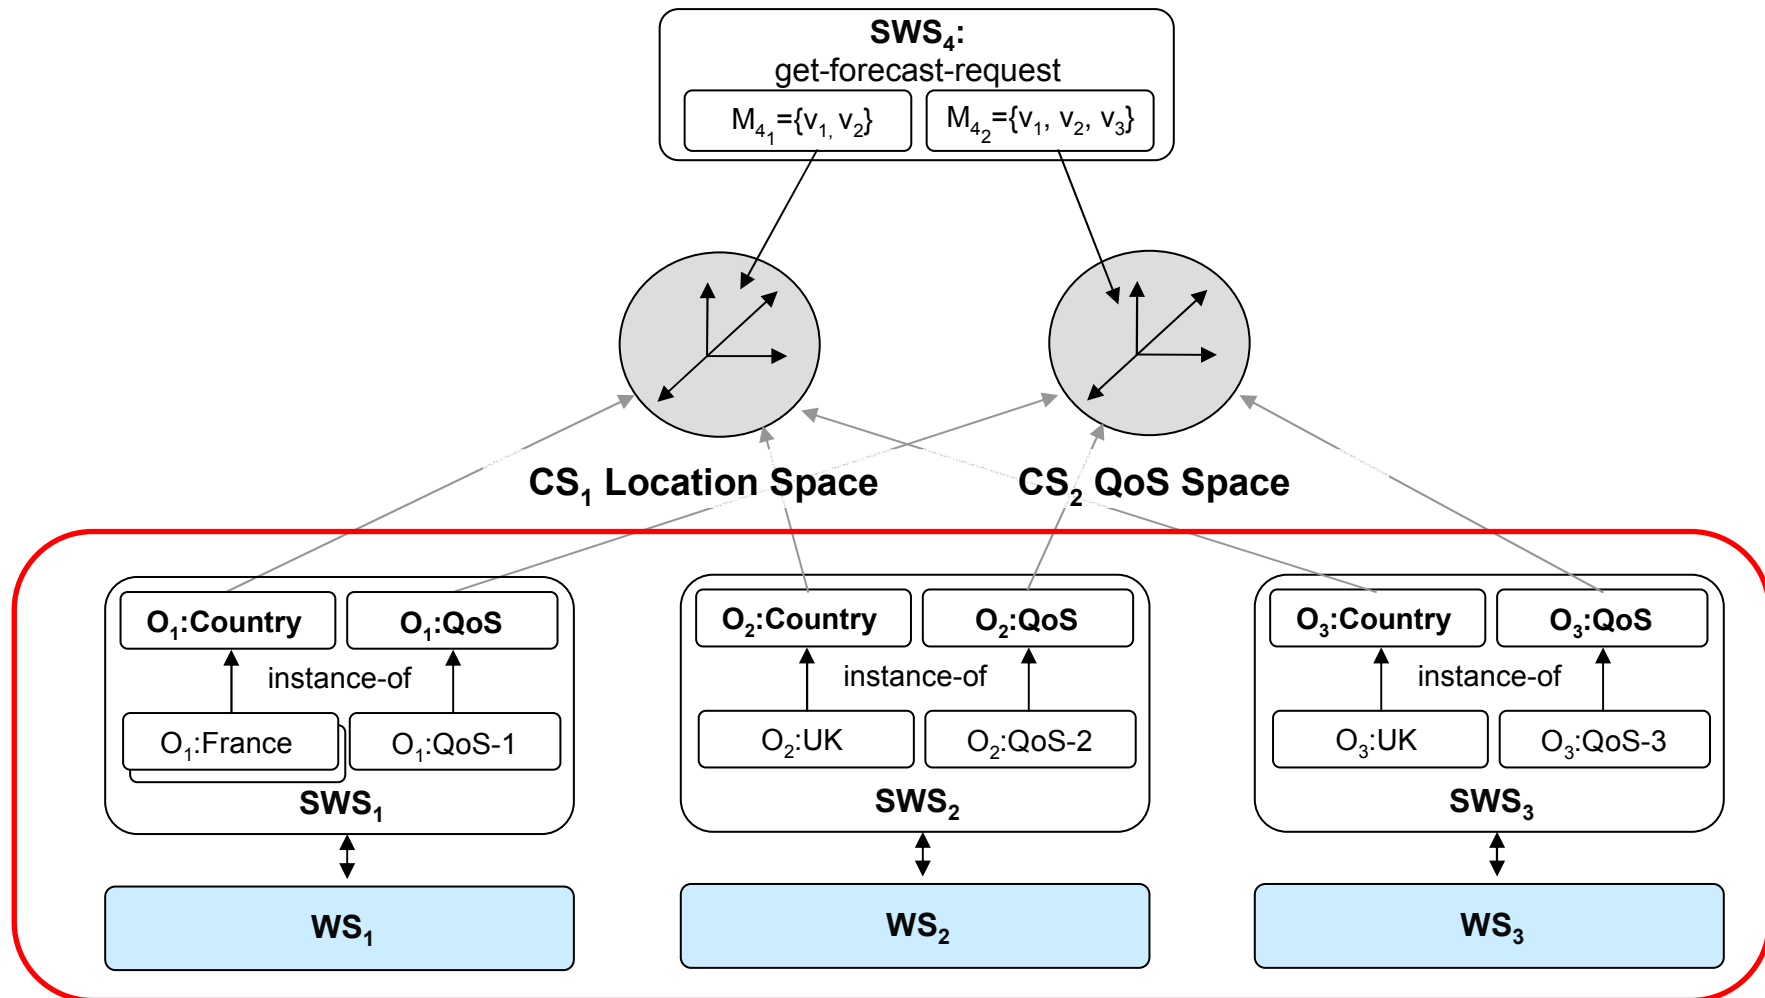 SWS₄:
get-forecast-request
M₄₁={v₁, v₂}
M₄₂={v₁, v₂, v₃}
CS₁ Location Space
CS₂ QoS Space
O₁:Country
O₁:QoS
instance-of
O₁:France
O₁:QoS-1
SWS₁
WS₁
O₂:Country
O₂:QoS
instance-of
O₂:UK
O₂:QoS-2
SWS₂
WS₂
O₃:Country
O₃:QoS
instance-of
O₃:UK
O₃:QoS-3
SWS₃
WS₃